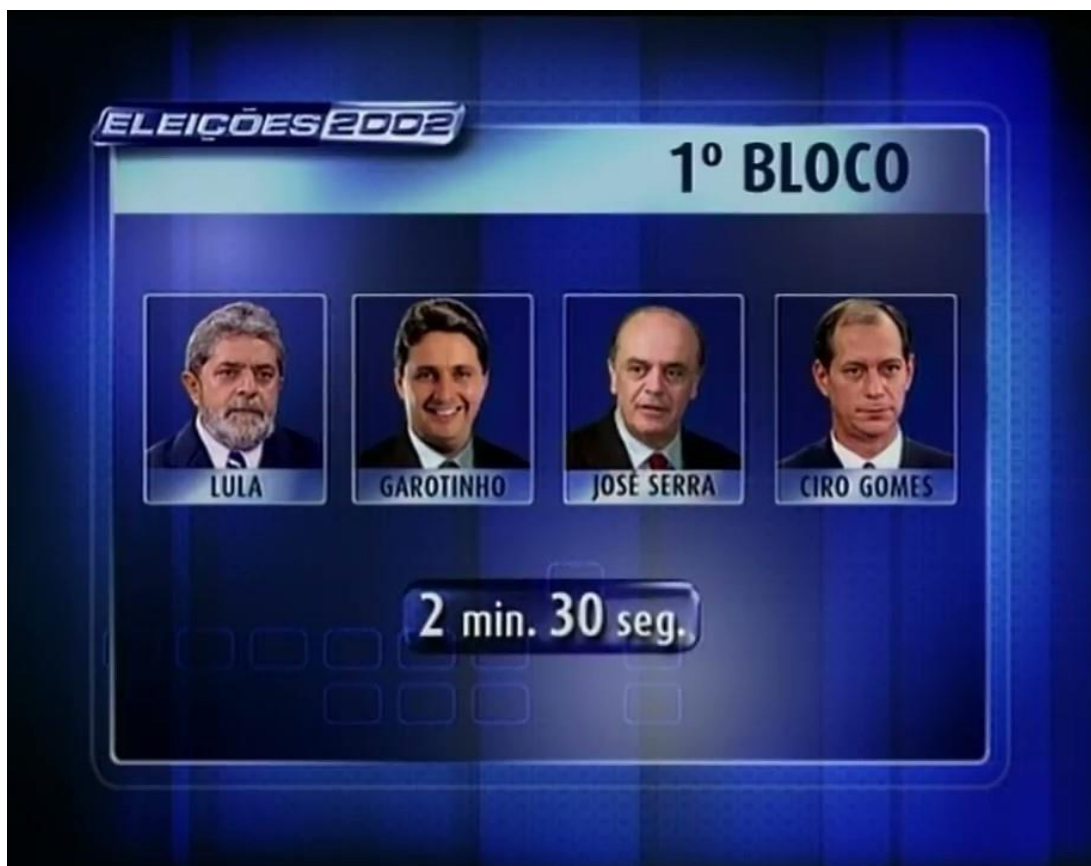 ELEIÇÕES 2002
1º BLOCO
LULA
GAROTINHO
JOSÉ SERRA
CIRO GOMES
2 min. 30 seg.